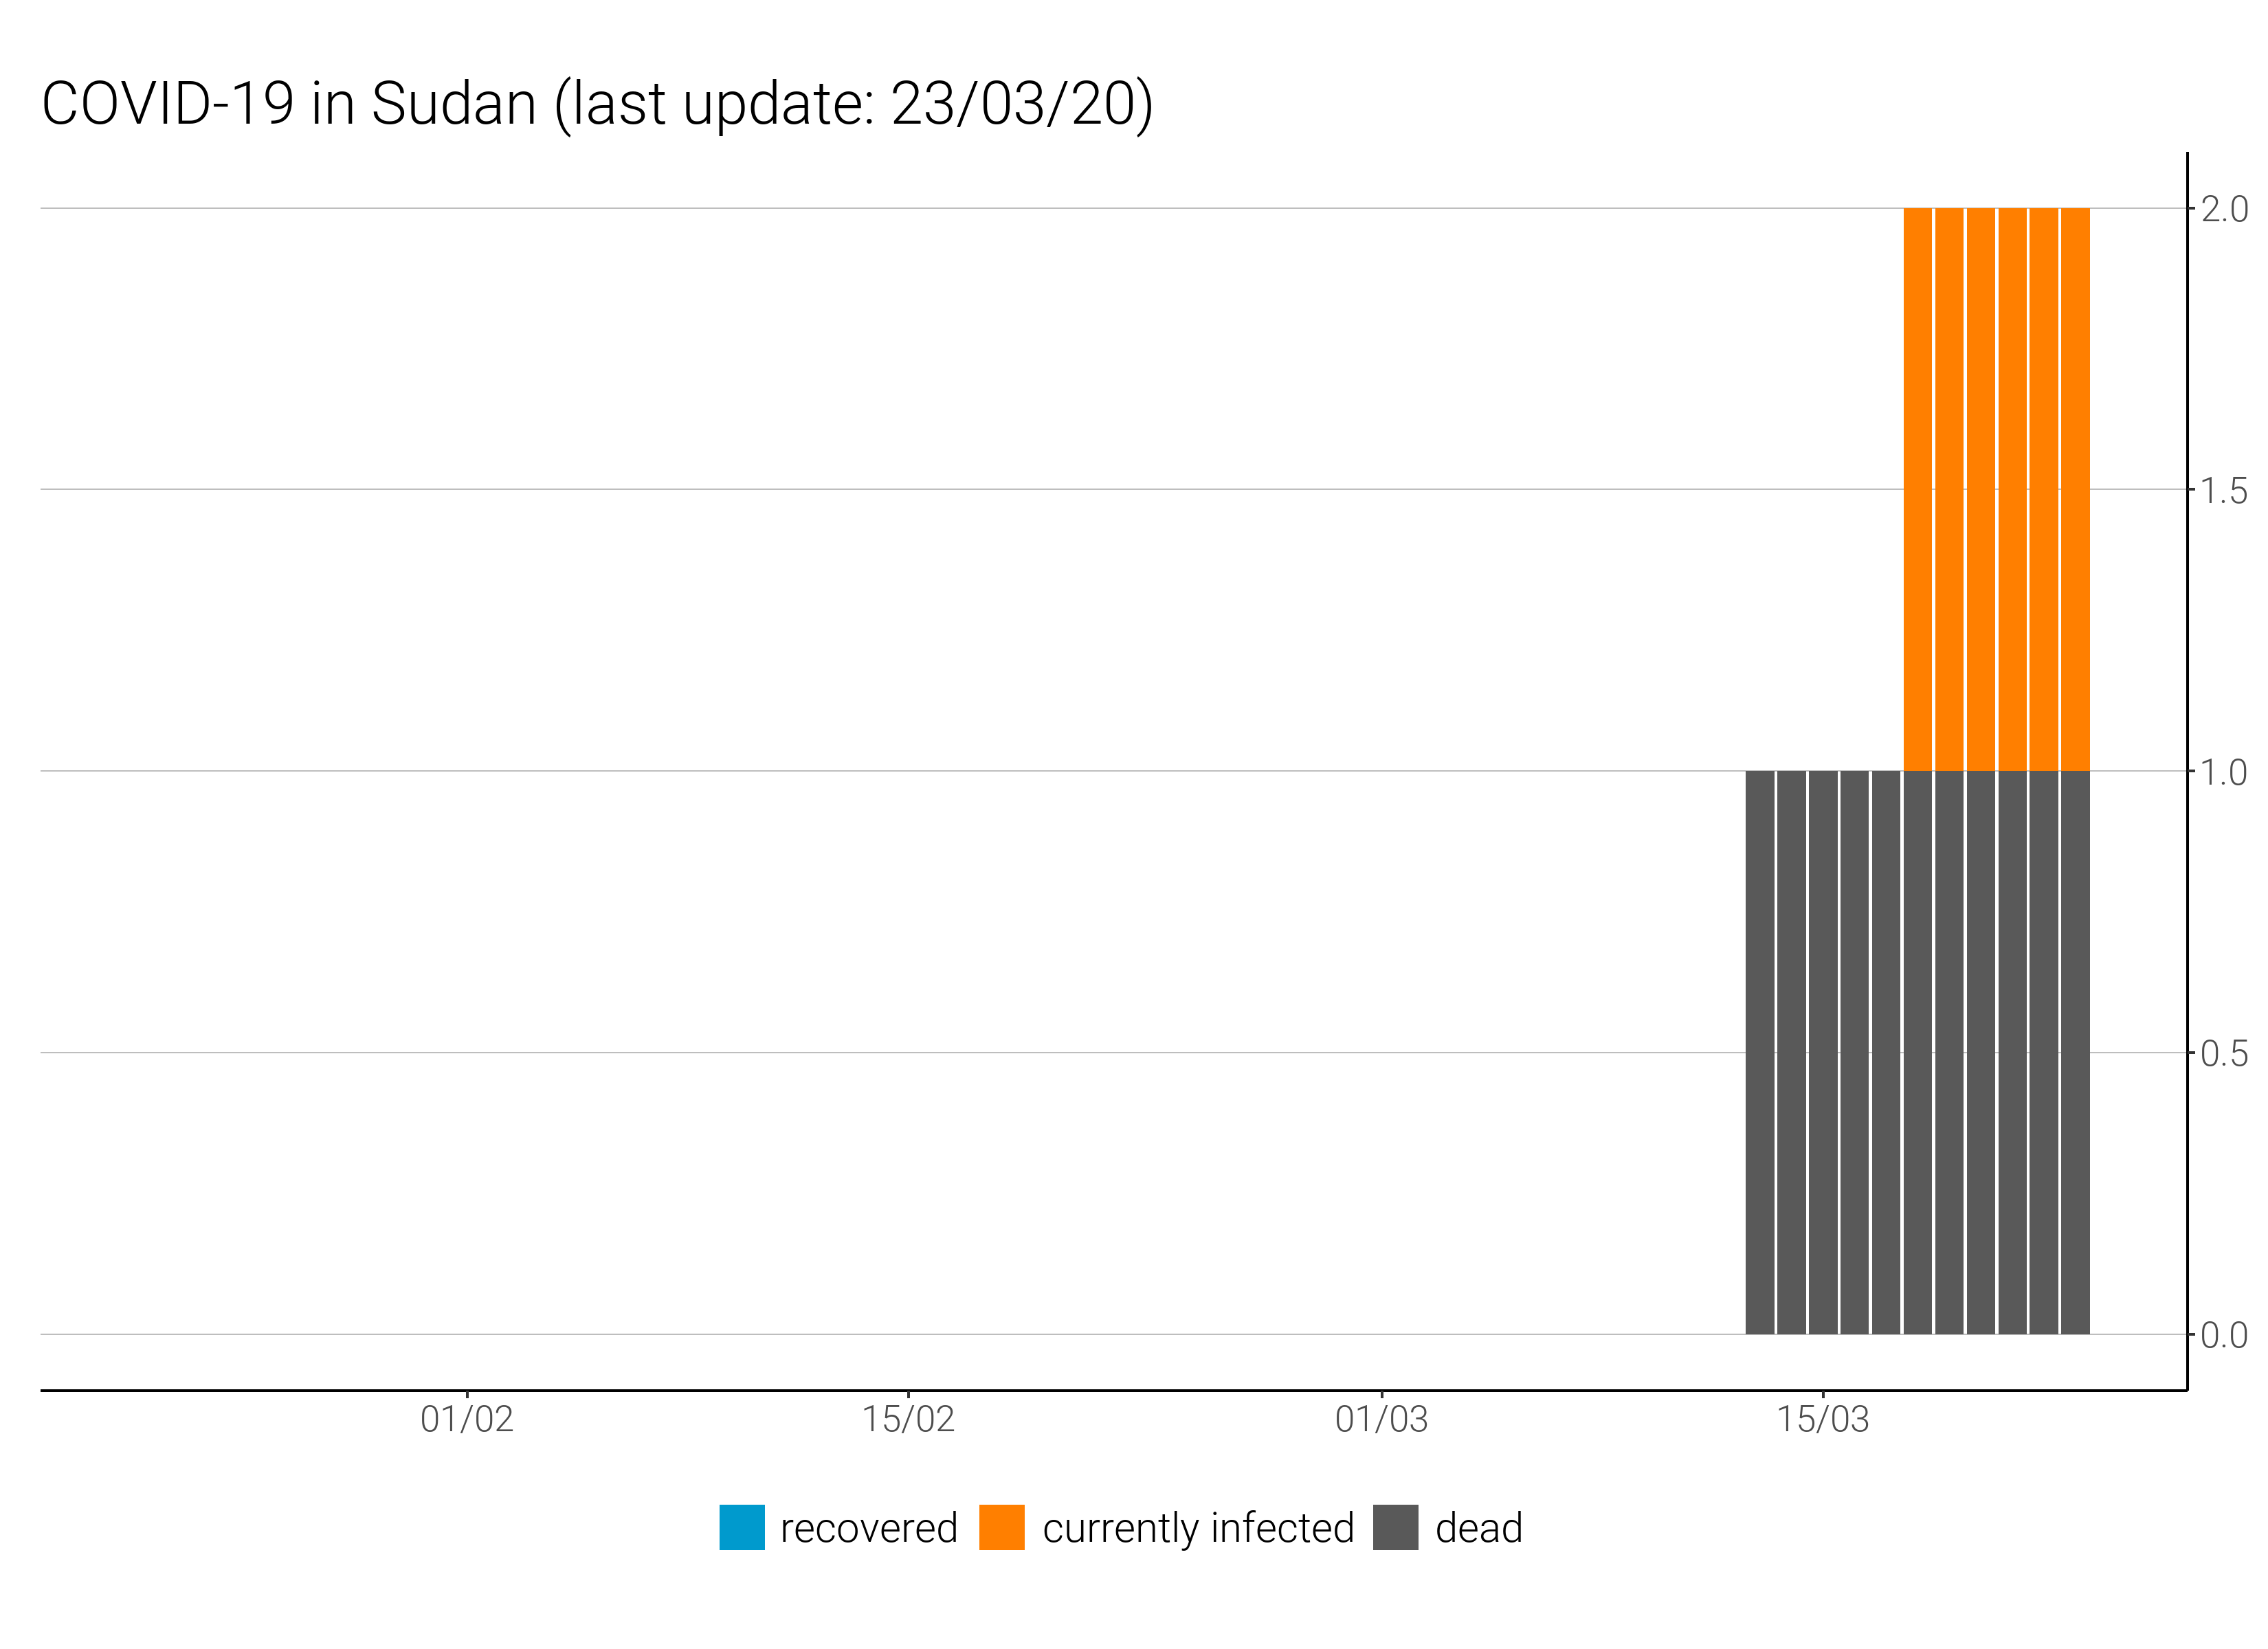 COVID-19 in Sudan (last update: 23/03/20)
2.0
1.5
1.0
0.5
0.0
01/02 15/02 01/03 15/03
recovered currently infected dead